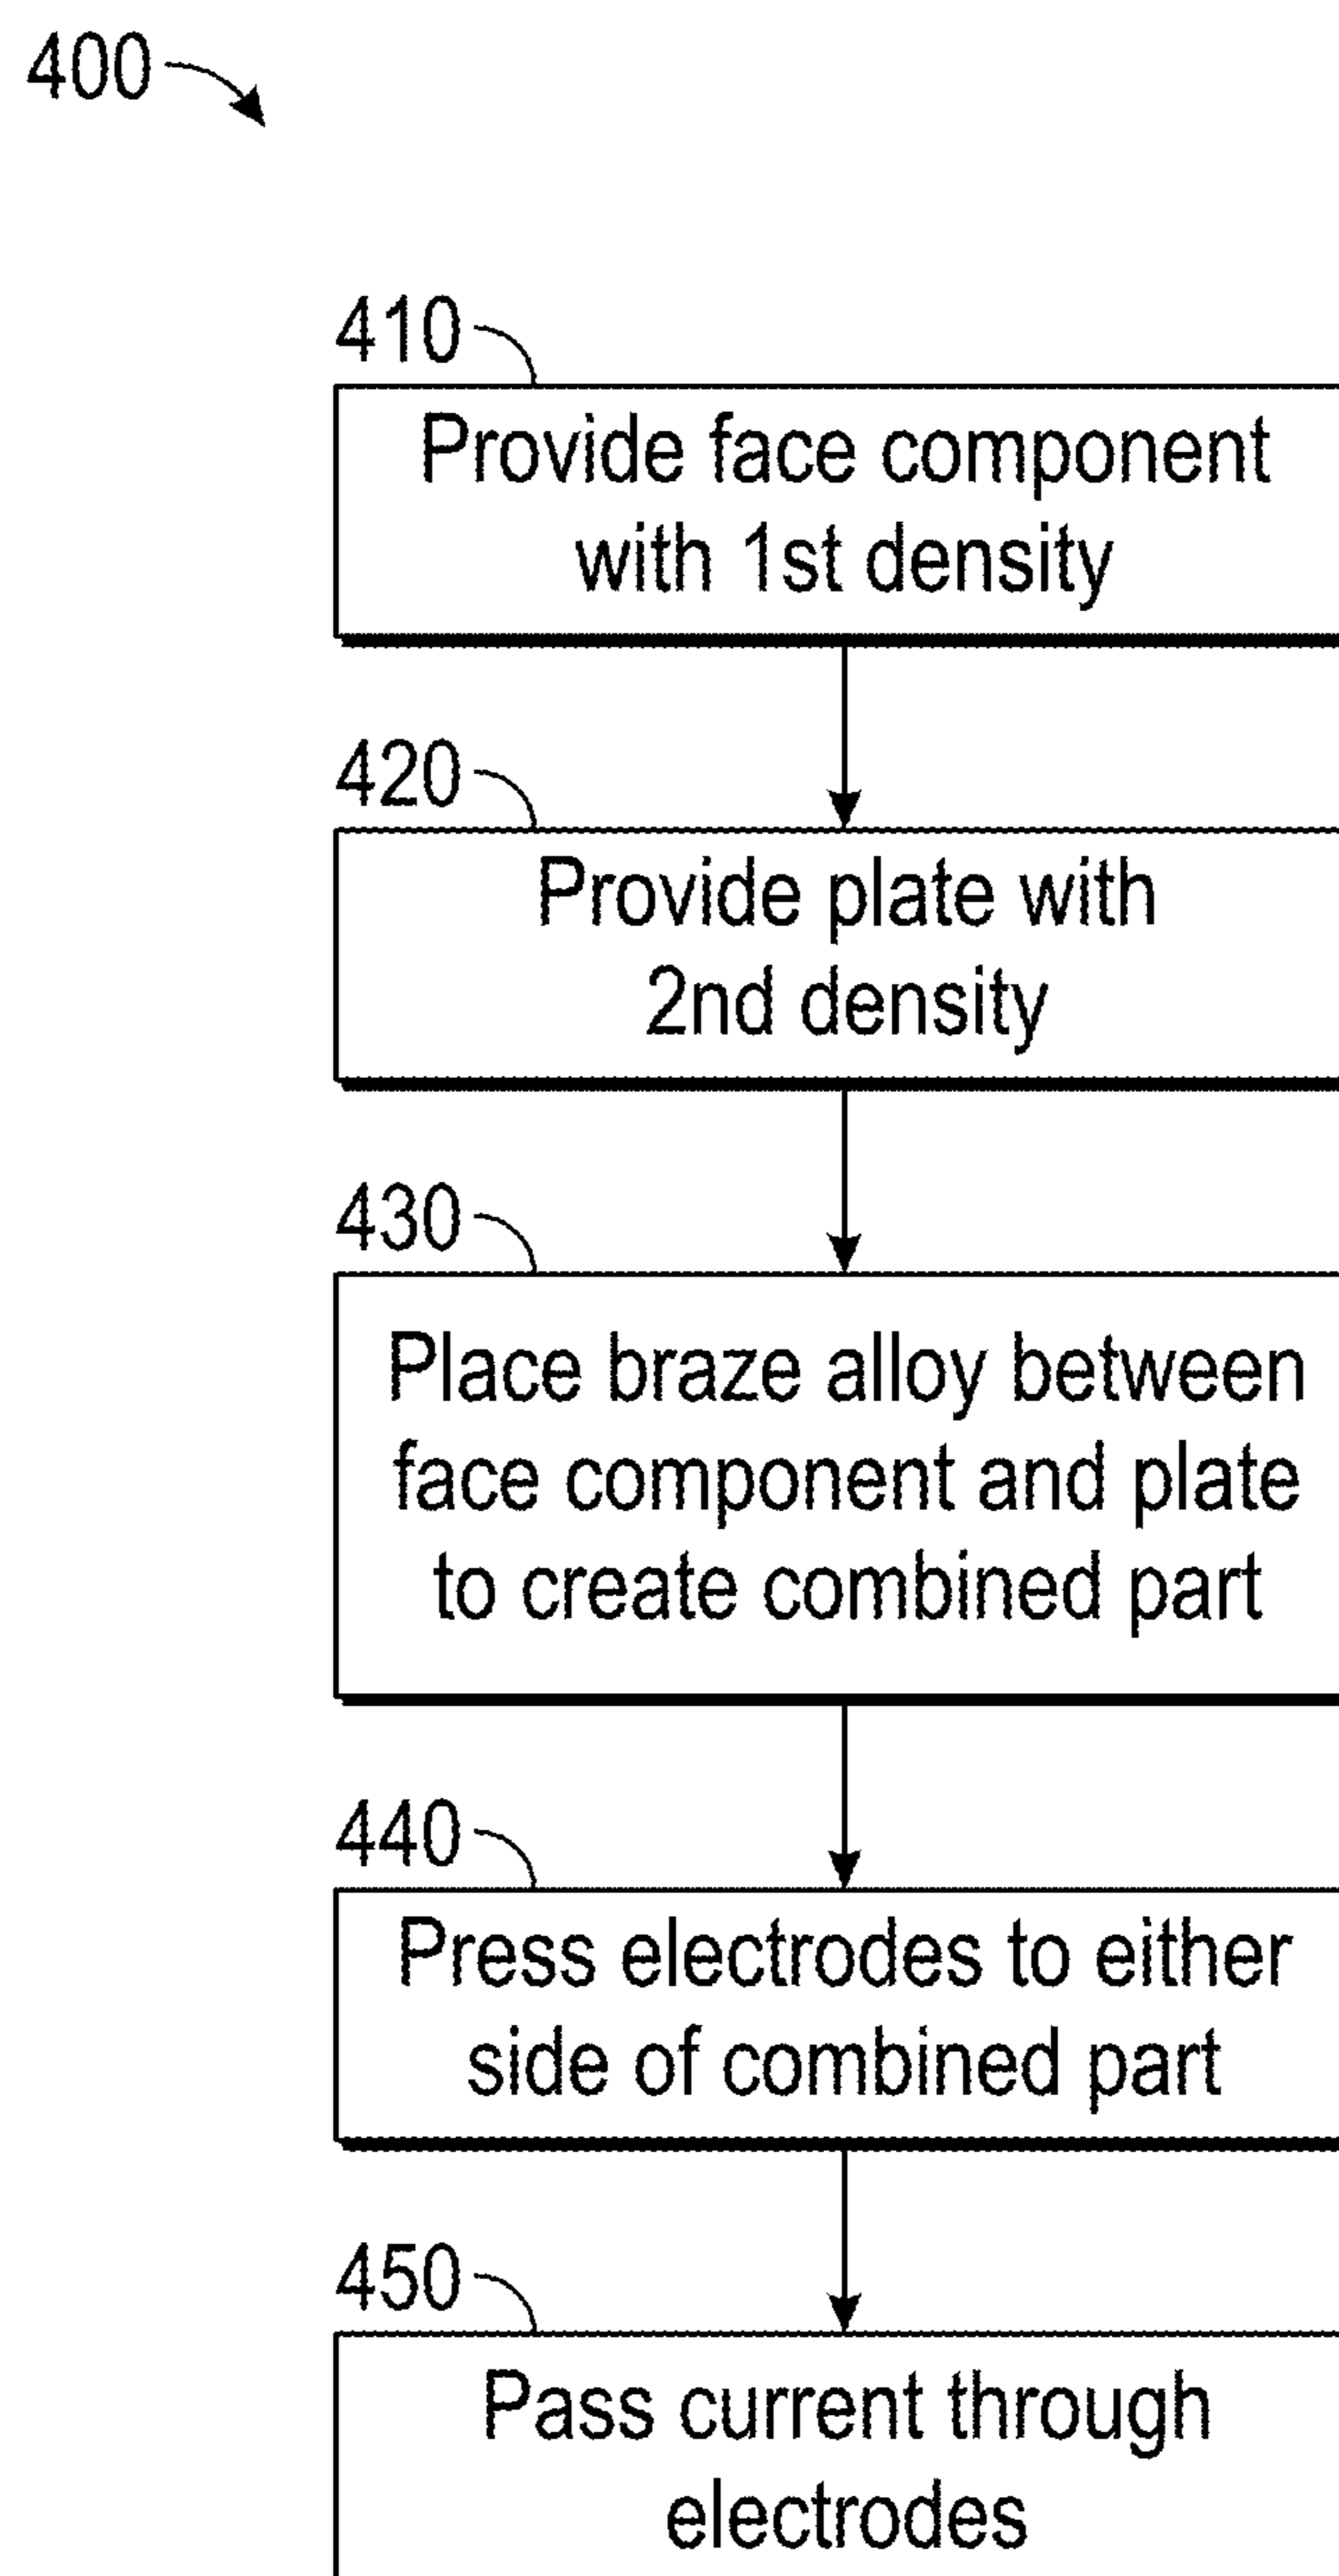 400
410
Provide face component
with 1st density
420
Provide plate with
2nd density
430
Place braze alloy between
face component and plate
to create combined part
440
Press electrodes to either
side of combined part
450
Pass current through
electrodes